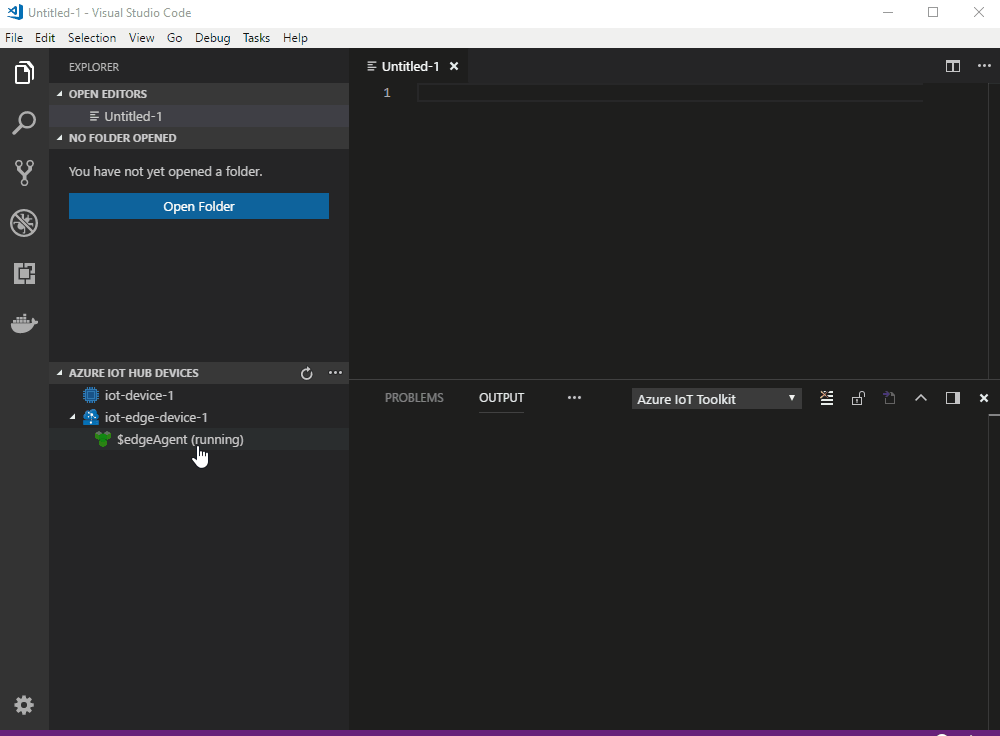 Untitled-1 - Visual Studio Code
File Edit Selection View Go Debug Tasks Help
EXPLORER
OPEN EDITORS
Untitled-1
NO FOLDER OPENED
You have not yet opened a folder.
Open Folder
AZURE IOT HUB DEVICES
iot-device-1
iot-edge-device-1
$edgeAgent (running)
Untitled-1
1
PROBLEMS OUTPUT Azure IoT Toolkit